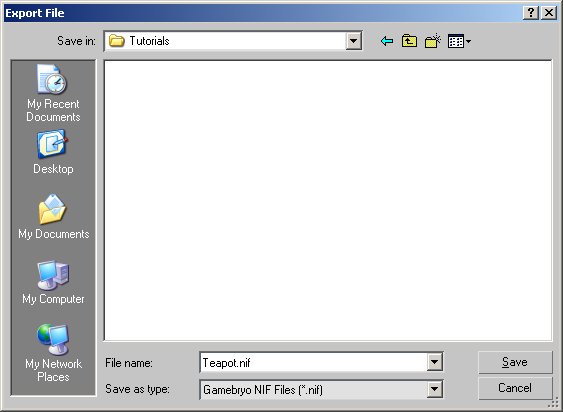 Export File
Save in:
Tutorials
My Recent
Documents
Desktop
My Documents
My Computer
My Network
Places
File name:
Teapot.nif
Save
Save as type:
Gamebryo NIF Files (*.nif)
Cancel